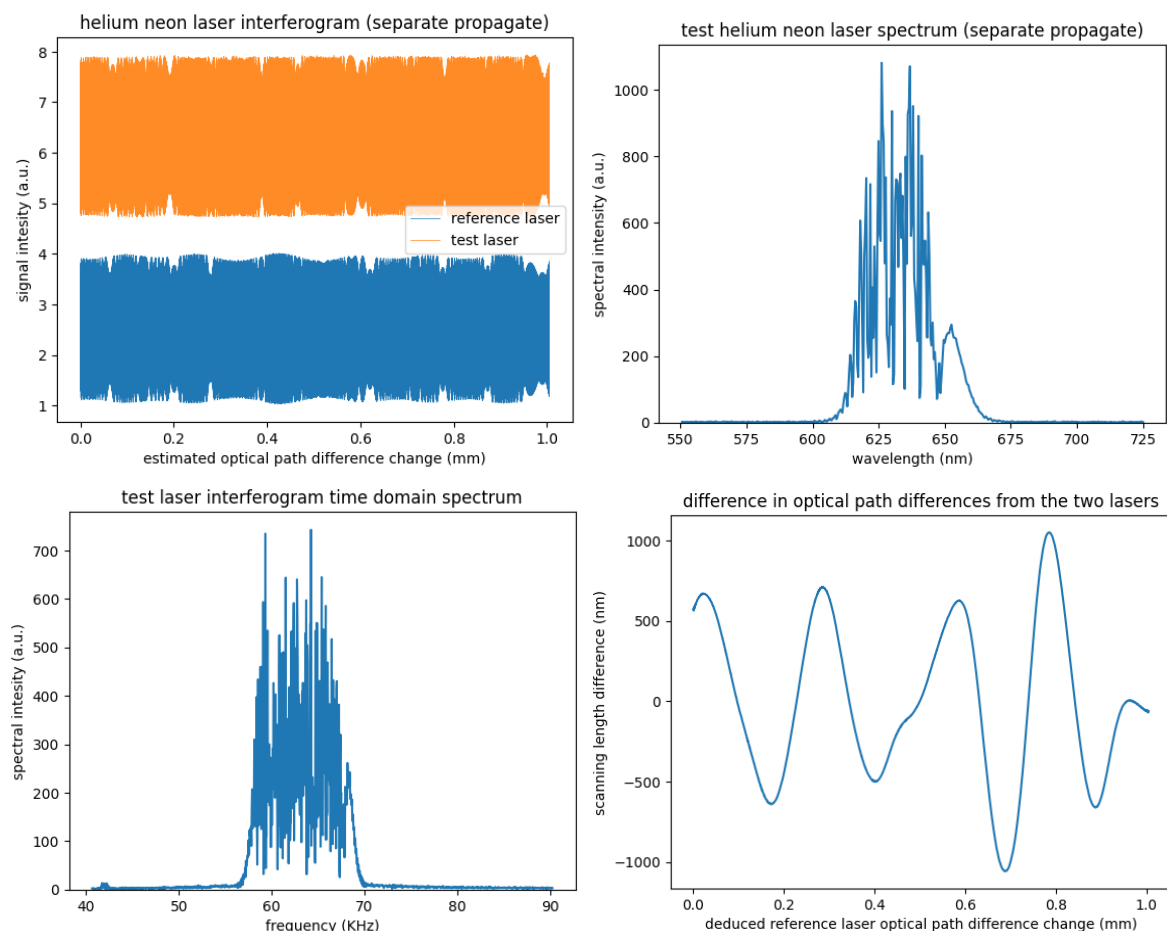 helium neon laser interferogram (separate propagate)
8
7
6
5
4
3
2
1
signal intesity (a.u.)
reference laser
test laser
0.0 0.2 0.4 0.6 0.8 1.0
estimated optical path difference change (mm)
test helium neon laser spectrum (separate propagate)
1000
800
600
400
200
0
spectral intensity (a.u.)
550 575 600 625 650 675 700 725
wavelength (nm)
test laser interferogram time domain spectrum
700
600
500
400
300
200
100
0
spectral intesity (a.u.)
40 50 60 70 80 90
frequency (KHz)
difference in optical path differences from the two lasers
1000
500
0
−500
−1000
scanning length difference (nm)
0.0 0.2 0.4 0.6 0.8 1.0
deduced reference laser optical path difference change (mm)